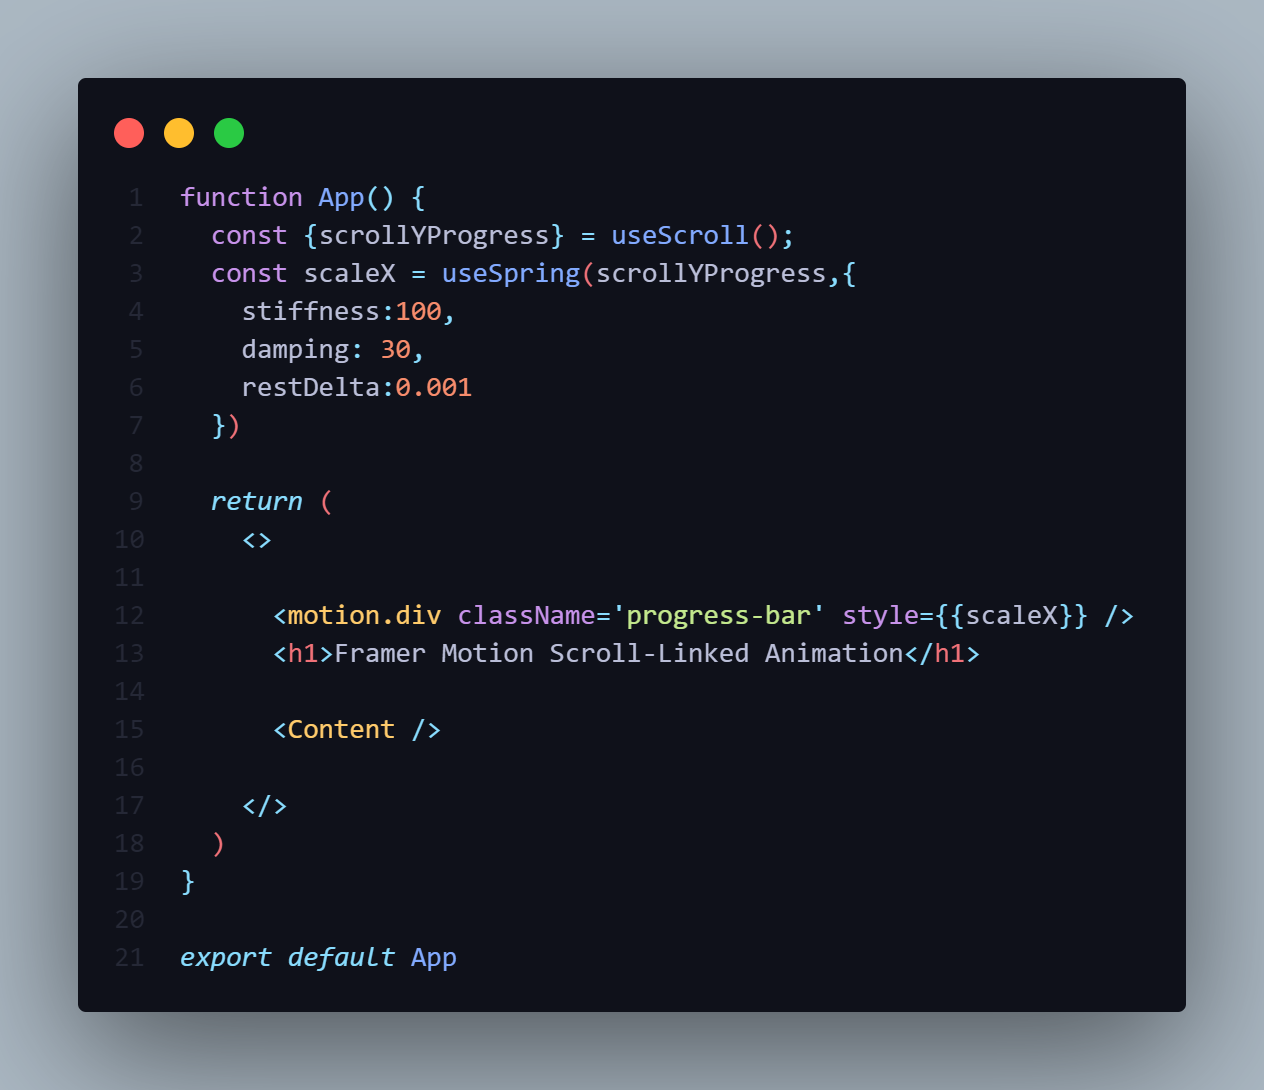 1 function App() {
2 const {scrollYProgress} = useScroll();
3 const scaleX = useSpring(scrollYProgress,{
4 stiffness:100,
5 damping: 30,
6 restDelta:0.001
7 })
8
9 return (
10 <>
11
12 <motion.div className='progress-bar' style={{scaleX}} />
13 <h1>Framer Motion Scroll-Linked Animation</h1>
14
15 <Content />
16
17 </>
18 )
19 }
20
21 export default App